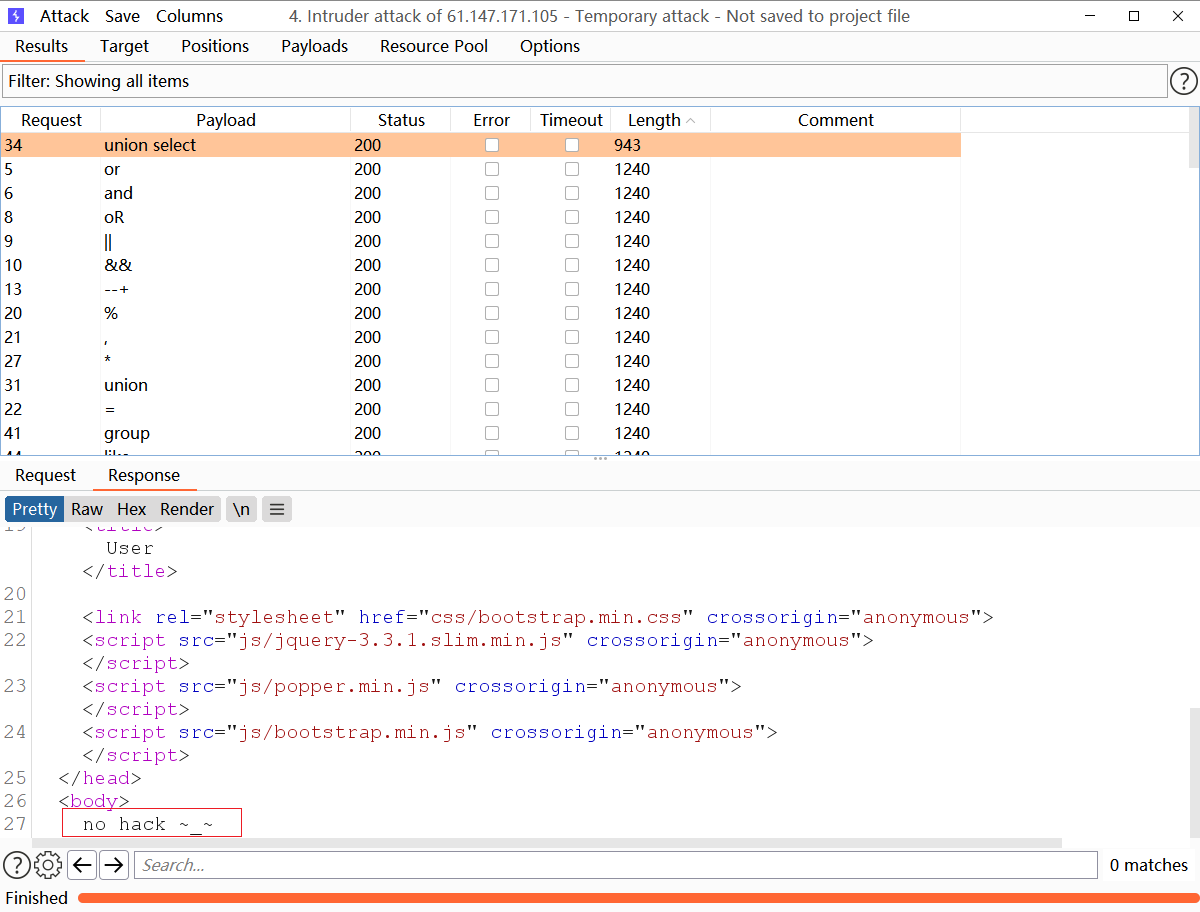 Attack Save Columns 4. Intruder attack of 61.147.171.105 - Temporary attack - Not saved to project file
Results Target Positions Payloads Resource Pool Options
Filter: Showing all items
?
Request Payload Status Error Timeout Length Comment
34 union select 200 943
5 or 200 1240
6 and 200 1240
8 oR 200 1240
9 || 200 1240
10 && 200 1240
13 --+ 200 1240
20 % 200 1240
21 , 200 1240
27 * 200 1240
31 union 200 1240
22 = 200 1240
41 group 200 1240
44 like 200 1240
Request Response
Pretty Raw Hex Render \n
19 <title>
User
</title>
20
21 <link rel="stylesheet" href="css/bootstrap.min.css" crossorigin="anonymous">
22 <script src="js/jquery-3.3.1.slim.min.js" crossorigin="anonymous">
</script>
23 <script src="js/popper.min.js" crossorigin="anonymous">
</script>
24 <script src="js/bootstrap.min.js" crossorigin="anonymous">
</script>
25 </head>
26 <body>
27 no hack ~_~
? Search... 0 matches
Finished